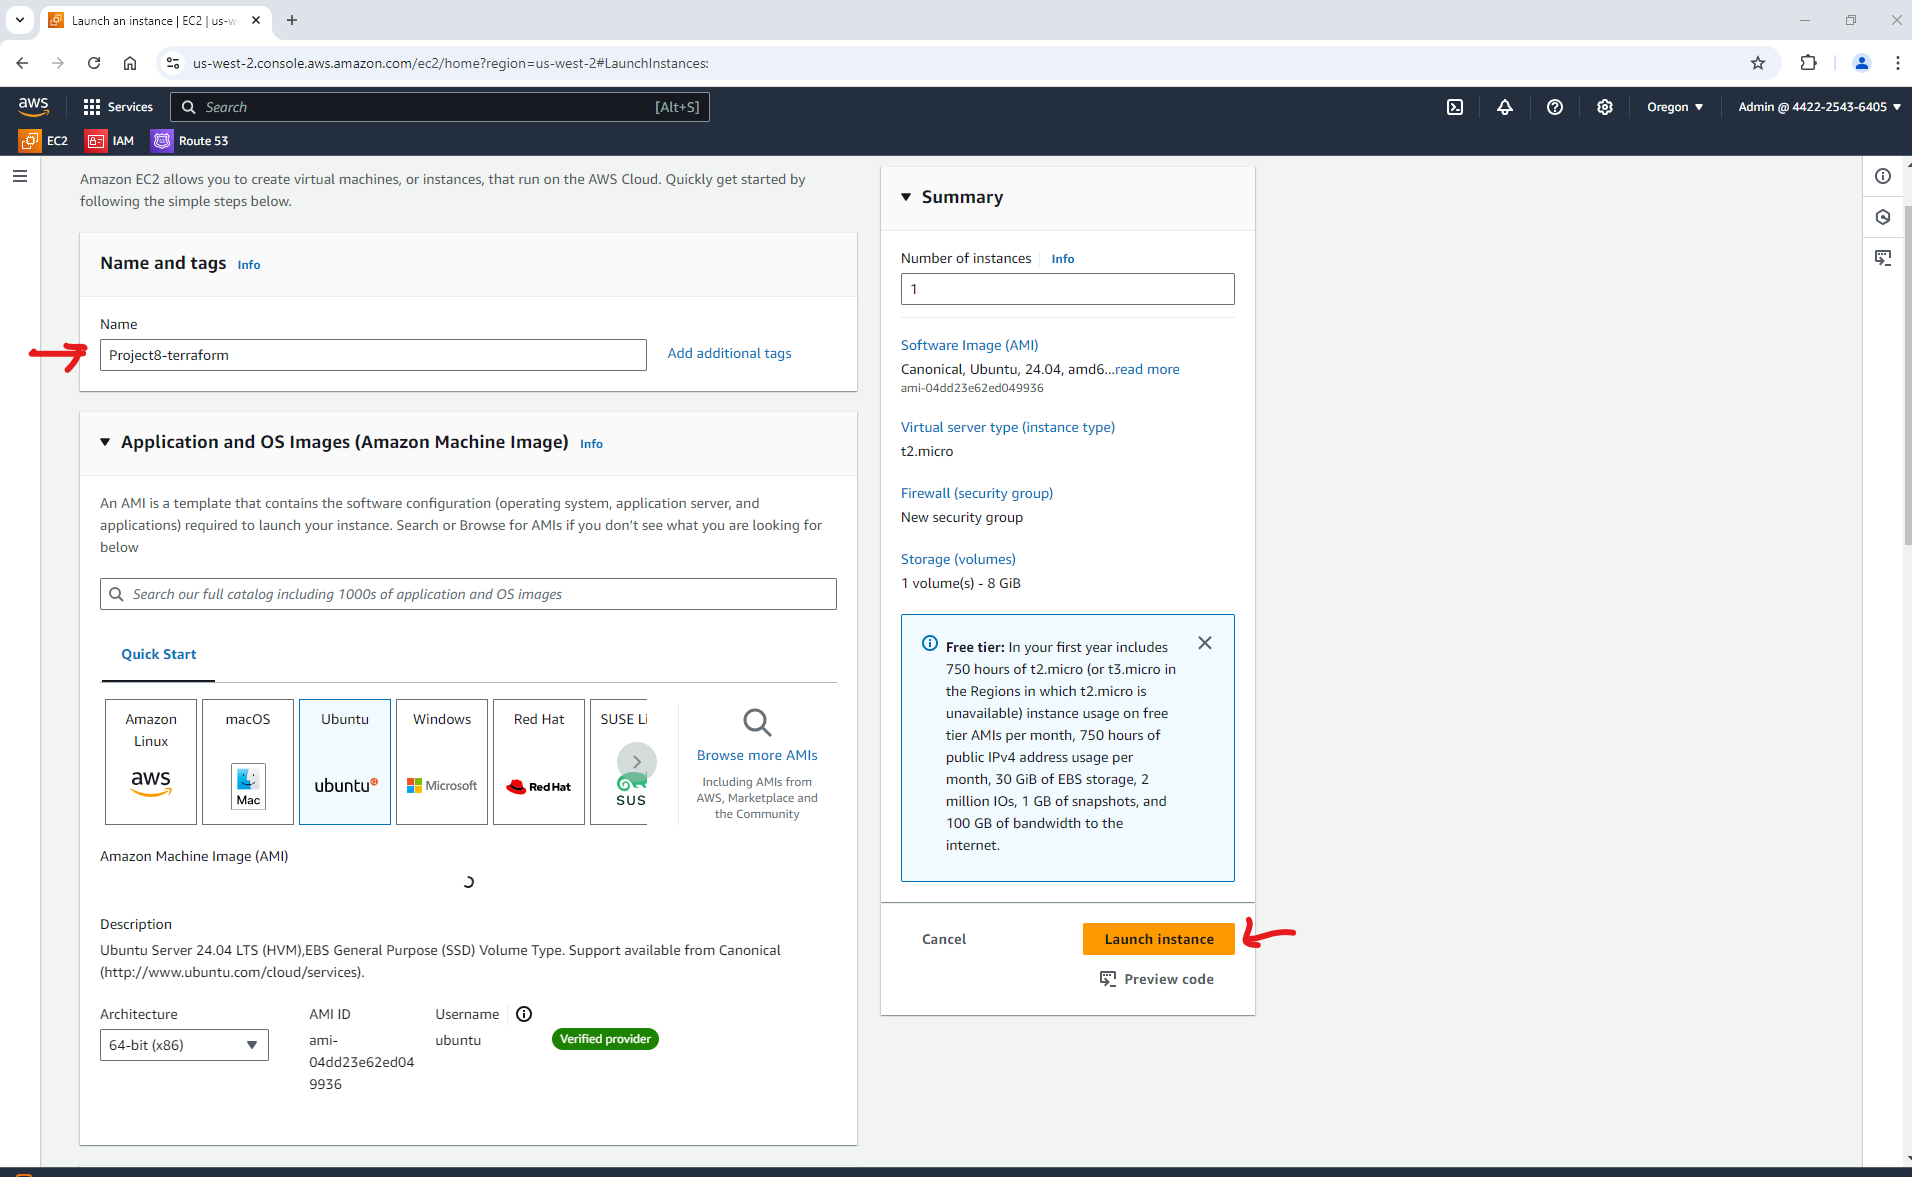 Launch an instance | EC2 | us-w
us-west-2.console.aws.amazon.com/ec2/home?region=us-west-2#LaunchInstances:
aws
Services
Search
[Alt+S]
Oregon
Admin @ 4422-2543-6405
EC2
IAM
Route 53
Amazon EC2 allows you to create virtual machines, or instances, that run on the AWS Cloud. Quickly get started by
following the simple steps below.
Name and tags
Info
Name
Project8-terraform
Add additional tags
Application and OS Images (Amazon Machine Image)
Info
An AMI is a template that contains the software configuration (operating system, application server, and
applications) required to launch your instance. Search or Browse for AMIs if you don't see what you are looking for
below
Search our full catalog including 1000s of application and OS images
Quick Start
Amazon
Linux
aws
macOS
Mac
Ubuntu
ubuntu
Windows
Microsoft
Red Hat
Red Hat
SUSE Li
SUS
Browse more AMIs
Including AMIs from
AWS, Marketplace and
the Community
Amazon Machine Image (AMI)
Description
Ubuntu Server 24.04 LTS (HVM),EBS General Purpose (SSD) Volume Type. Support available from Canonical
(http://www.ubuntu.com/cloud/services).
Architecture
64-bit (x86)
AMI ID
ami-
04dd23e62ed04
9936
Username
ubuntu
Verified provider
Summary
Number of instances
Info
1
Software Image (AMI)
Canonical, Ubuntu, 24.04, amd6...read more
ami-04dd23e62ed049936
Virtual server type (instance type)
t2.micro
Firewall (security group)
New security group
Storage (volumes)
1 volume(s) - 8 GiB
Free tier: In your first year includes
750 hours of t2.micro (or t3.micro in
the Regions in which t2.micro is
unavailable) instance usage on free
tier AMIs per month, 750 hours of
public IPv4 address usage per
month, 30 GiB of EBS storage, 2
million IOs, 1 GB of snapshots, and
100 GB of bandwidth to the
internet.
Cancel
Launch instance
Preview code